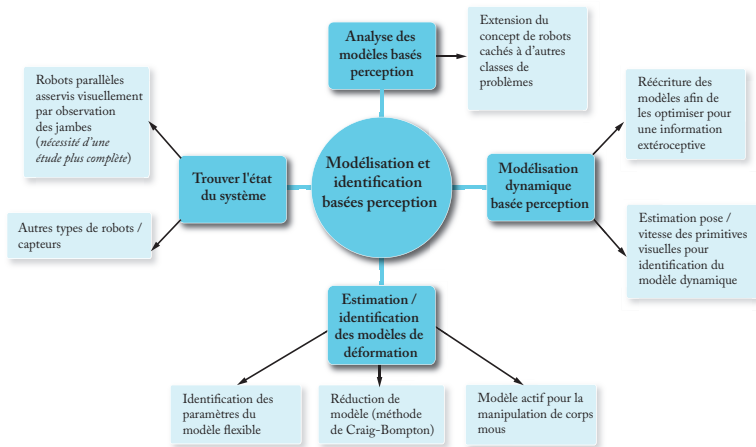 Analyse des
modèles basés
perception
Extension du
concept de robots
cachés à d'autres
classes de
problèmes
Robots parallèles
asservis visuellement
par observation
des jambes
(nécessité d'une
étude plus complète)
Réécriture des
modèles afin de
les optimiser pour
une information
extéroceptive
Trouver l'état
du système
Modélisation et
identification
basées perception
Modélisation
dynamique
basée perception
Autres types de robots /
capteurs
Estimation pose /
vitesse des primitives
visuelles pour
identification du
modèle dynamique
Estimation /
identification
des modèles de
déformation
Identification des
paramètres du
modèle flexible
Réduction de
modèle (méthode
de Craig-Bompton)
Modèle actif pour la
manipulation de corps
mous